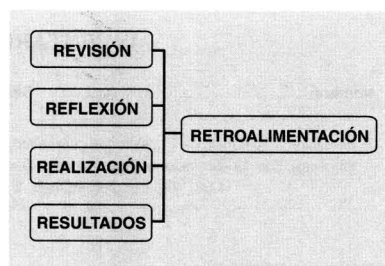 REVISIÓN
REFLEXIÓN
RETROALIMENTACIÓN
REALIZACIÓN
RESULTADOS